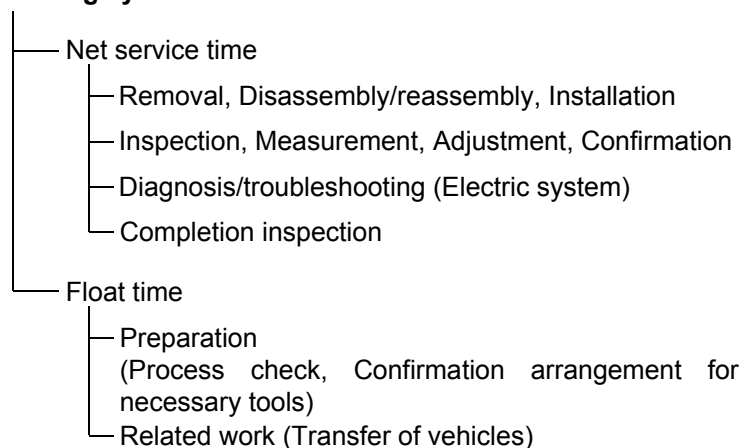 Net service time
Removal, Disassembly/reassembly, Installation
Inspection, Measurement, Adjustment, Confirmation
Diagnosis/troubleshooting (Electric system)
Completion inspection
Float time
Preparation
(Process check, Confirmation arrangement for
necessary tools)
Related work (Transfer of vehicles)